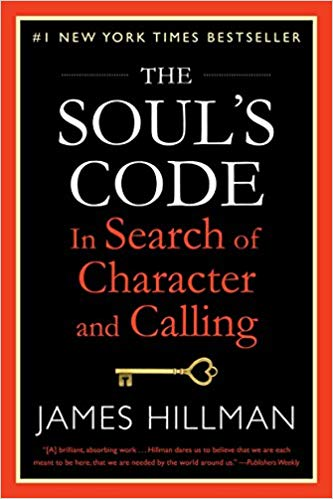 #1 NEW YORK TIMES BESTSELLER
THE
SOUL'S
CODE
In Search of
Character
and Calling
JAMES HILLMAN
"[A] brilliant, absorbing work ... Hillman dares us to believe that we are each
meant to be here, that we are needed by the world around us."—Publishers Weekly